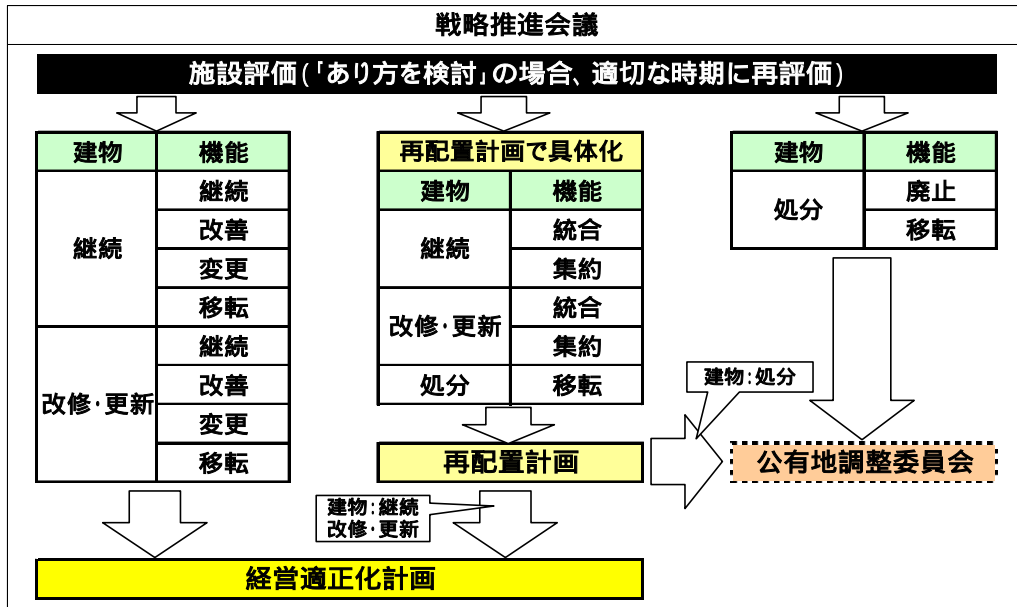 戦略推進会議
施設評価(「あり方を検討」の場合、適切な時期に再評価)
建物 機能
継続
継続
改善
変更
移転
改修・更新
継続
改善
変更
移転
再配置計画で具体化
建物 機能
継続
統合
集約
改修・更新
統合
集約
処分 移転
再配置計画
建物 機能
処分
廃止
移転
建物:処分
公有地調整委員会
建物:継続
改修・更新
経営適正化計画